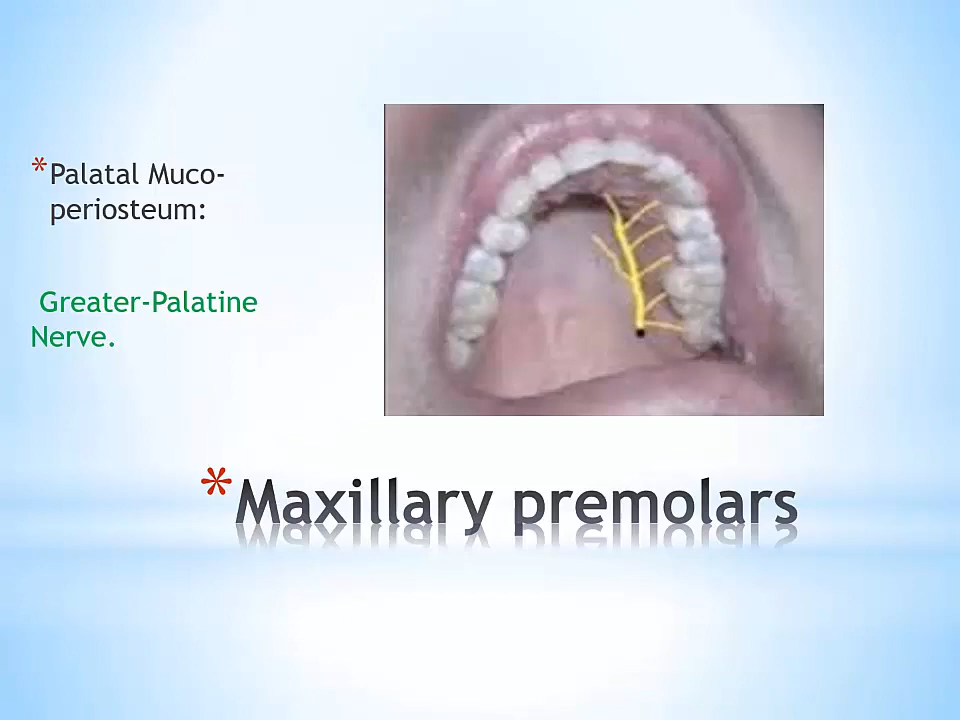 * Palatal Muco-
periosteum:
Greater-Palatine
Nerve.
* Maxillary premolars